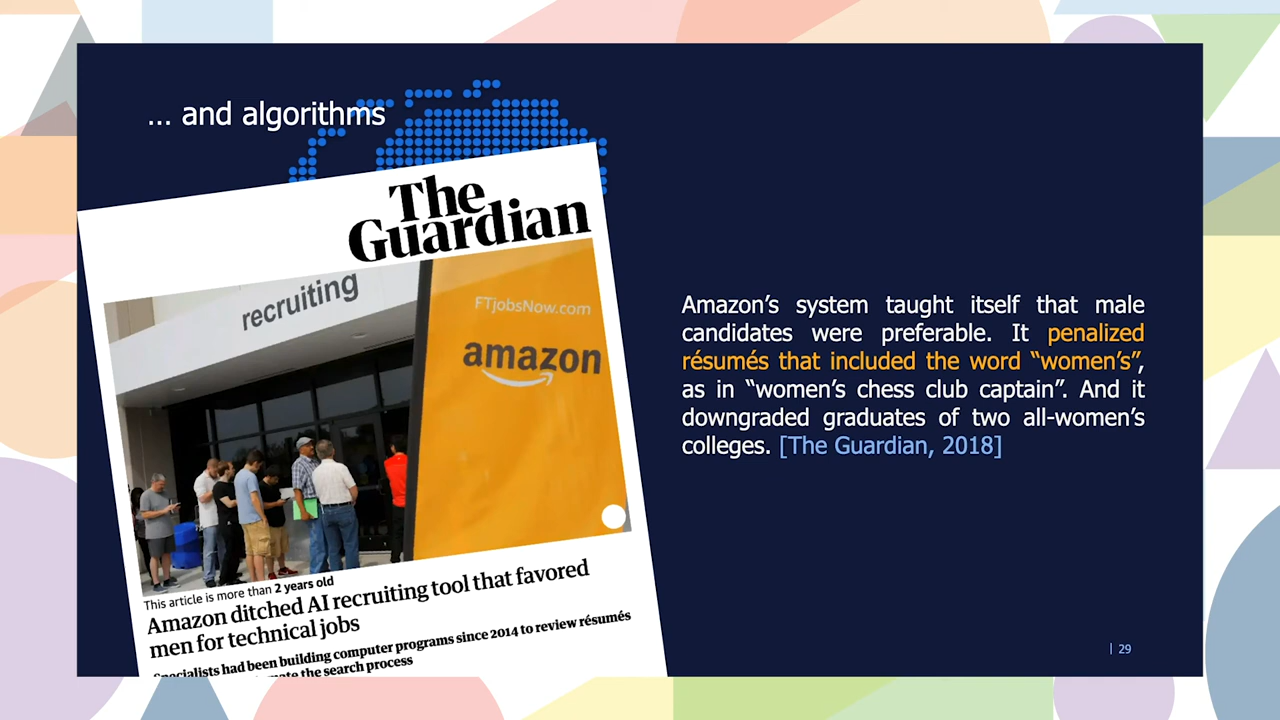 ... and algorithms
The
Guardian
recruiting
FTjobsNow.com
amazon
This article is more than 2 years old
Amazon ditched AI recruiting tool that favored
men for technical jobs
Specialists had been building computer programs since 2014 to review résumés
the search process
Amazon's system taught itself that male
candidates were preferable. It penalized
résumés that included the word “women's”,
as in “women's chess club captain”. And it
downgraded graduates of two all-women's
colleges. [The Guardian, 2018]
| 29